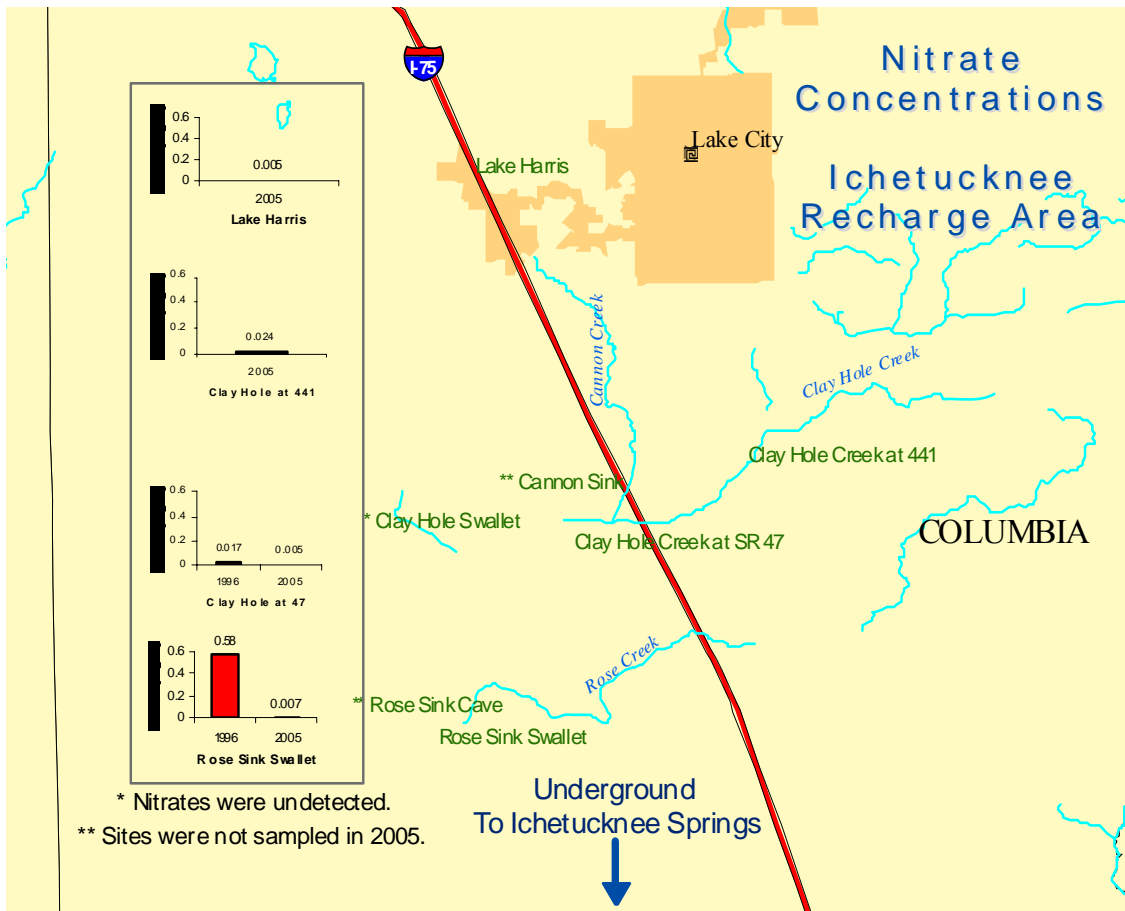 Nitrate
Concentrations
Ichetucknee
Recharge Area
I-75
Lake City
Lake Harris
0.6
0.4
0.2
0
0.005
2005
Lake Harris
0.6
0.4
0.2
0
0.024
2005
Clay Hole at 441
0.6
0.4
0.2
0
0.017
0.005
1996
2005
Clay Hole at 47
0.6
0.4
0.2
0
0.58
0.007
1996
2005
Rose Sink Swallet
Cannon Creek
Clay Hole Creek
Clay Hole Creek at 441
** Cannon Sink
* Clay Hole Swallet
Clay Hole Creek at SR 47
COLUMBIA
Rose Creek
** Rose Sink Cave
Rose Sink Swallet
* Nitrates were undetected.
** Sites were not sampled in 2005.
Underground
To Ichetucknee Springs